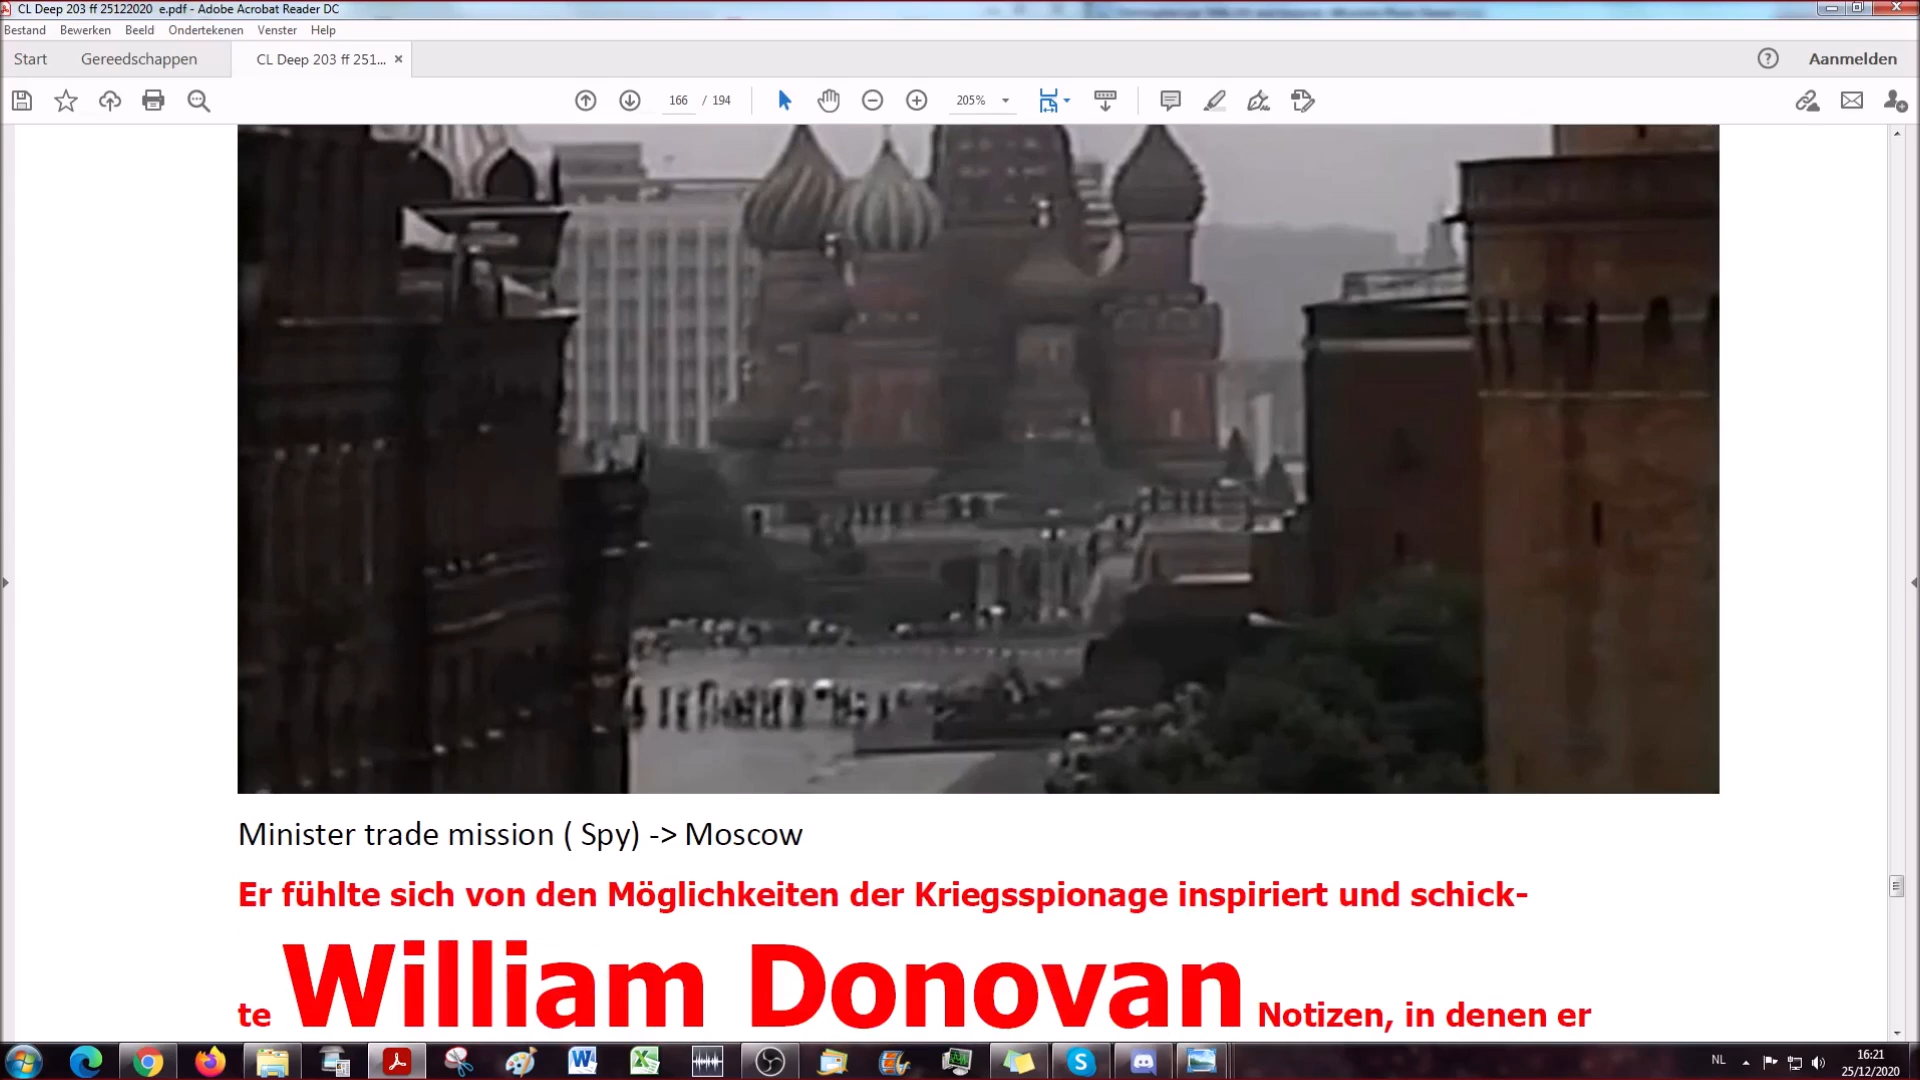 CL Deep 203 ff 25122020 e.pdf - Adobe Acrobat Reader DC
Bestand Bewerken Beeld Ondertekenen Venster Help
Start Gereedschappen CL Deep 203 ff 251... × Aanmelden
166 / 194 205%
Minister trade mission ( Spy) -> Moscow
Er fühlte sich von den Möglichkeiten der Kriegsspionage inspiriert und schick-
te William Donovan Notizen, in denen er
NL 16:21
25/12/2020